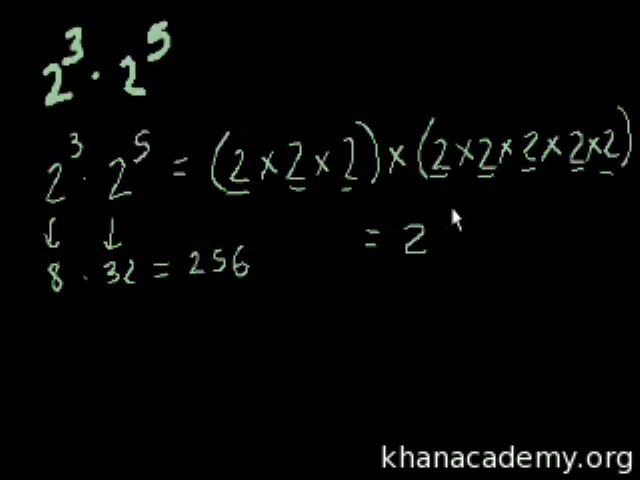 2³ · 2⁵
2³ · 2⁵ = (2 × 2 × 2) × (2 × 2 × 2 × 2 × 2)
↓ ↓
= 2
8 · 32 = 256
khanacademy.org